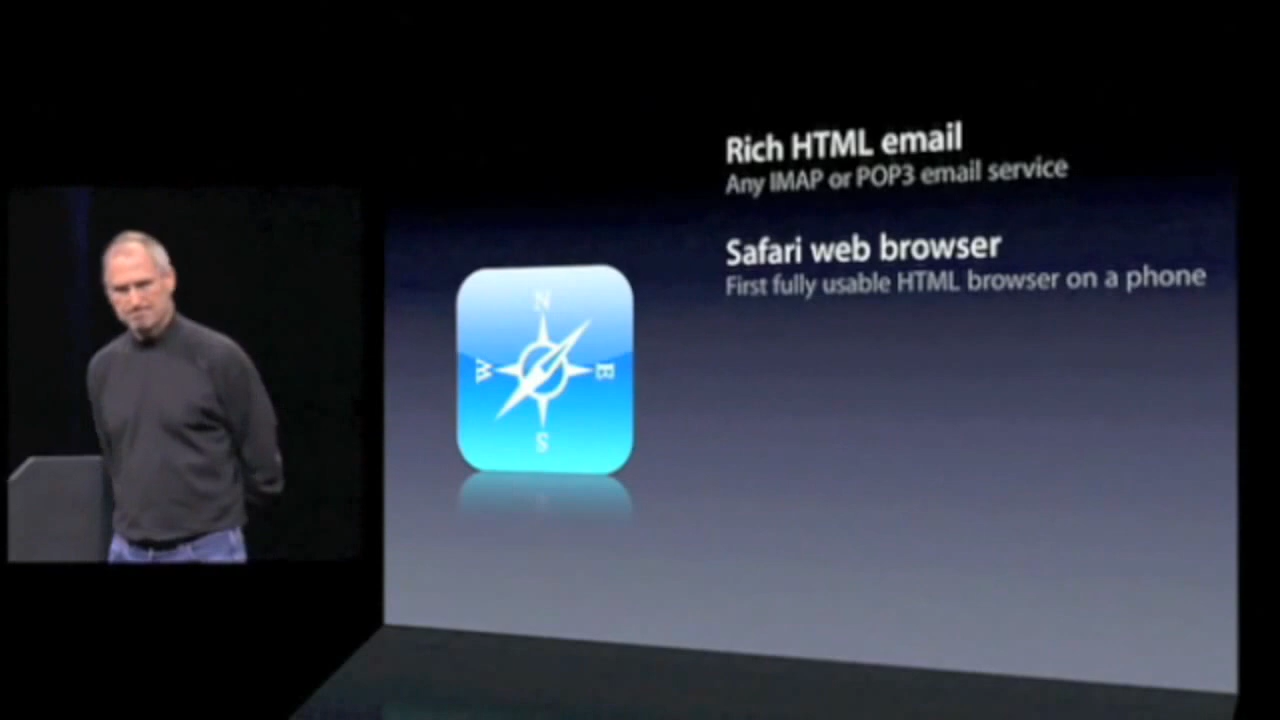 Rich HTML email
Any IMAP or POP3 email service
Safari web browser
First fully usable HTML browser on a phone
N
W
E
S